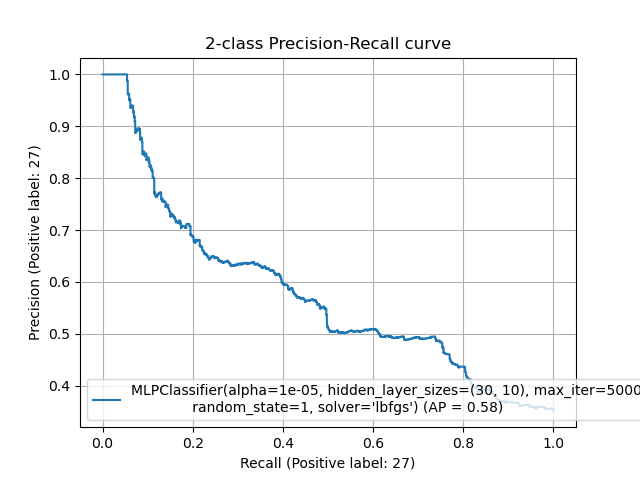 2-class Precision-Recall curve
1.0
0.9
0.8
0.7
0.6
0.5
0.4
Precision (Positive label: 27)
MLPClassifier(alpha=1e-05, hidden_layer_sizes=(30, 10), max_iter=5000
random_state=1, solver='lbfgs') (AP = 0.58)
0.0 0.2 0.4 0.6 0.8 1.0
Recall (Positive label: 27)